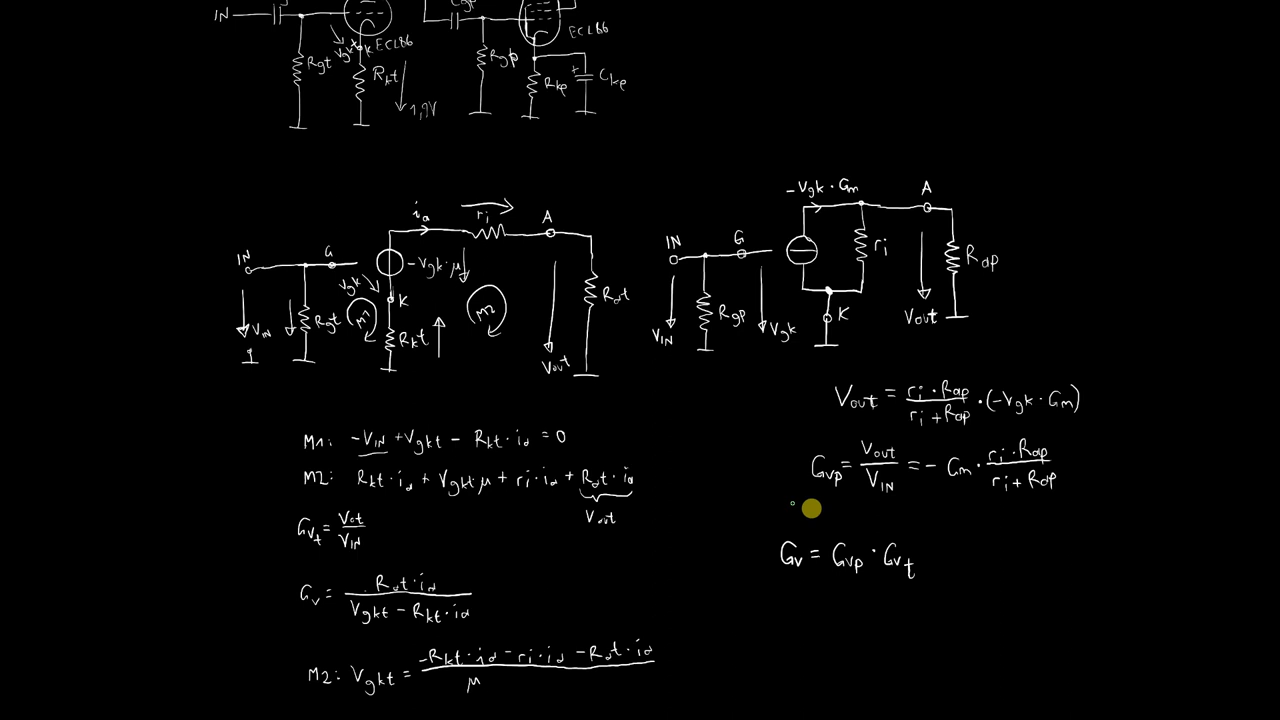 IN
Rgt
Vgkt
k
ECL86
Rkt
1,9V
Rgp
ECL86
Rkp
+
Ckp
IN
G
Vgk
VIN
Rgt
M1
ia
ri
-Vgk·μ
K
Rkt
M2
A
Vout
Rat
IN
G
VIN
Rgp
Vgk
-Vgk·Gm
ri
K
A
Vout
Rap
M1: -VIN + Vgkt - Rkt·ia = 0
M2: Rkt·ia + Vgkt·μ + ri·ia + Rat·ia
Vout
Gvt = Vot/VIN
Gv = Rat·ia/(Vgkt - Rkt·ia)
M2: Vgkt = (-Rkt·ia - ri·ia - Rat·ia)/μ
Vout = ri·Rap/(ri+Rap)·(-Vgk·Gm)
Gvp = Vout/VIN = -Gm·ri·Rap/(ri+Rap)
Gv = Gvp·Gvt